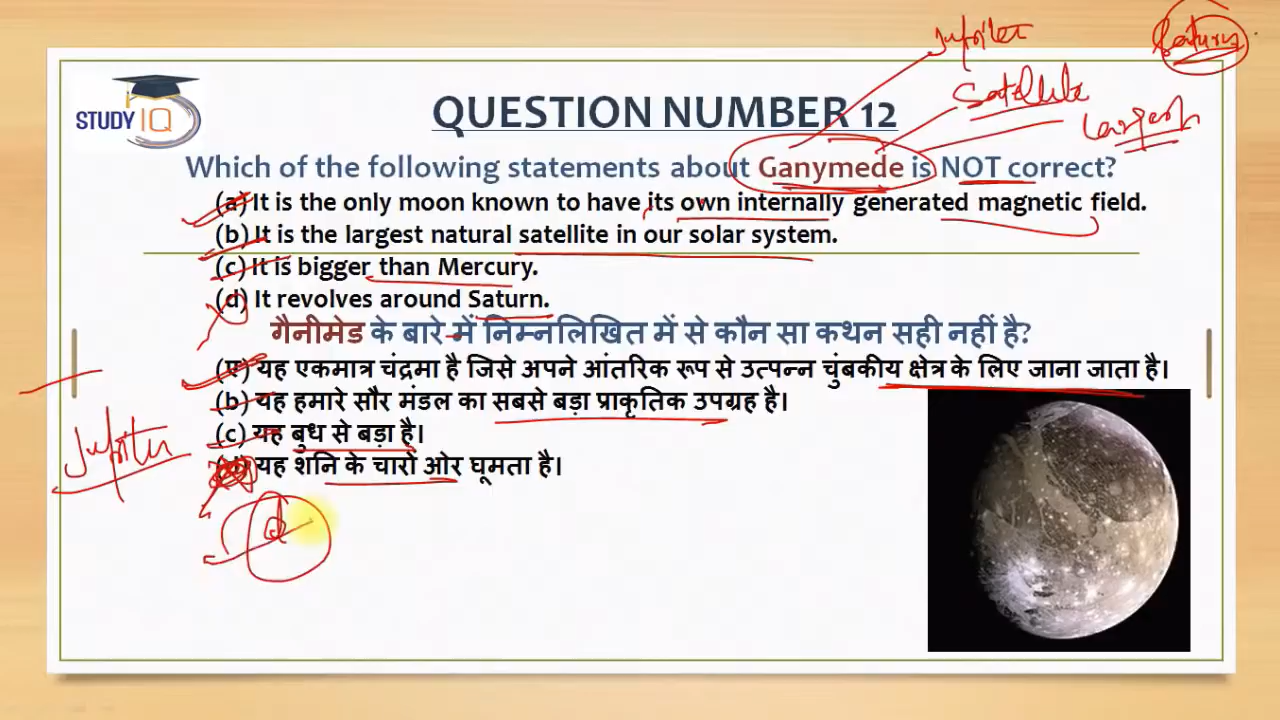 Jupiter
Saturn
Satellite
Largest
STUDY IQ
QUESTION NUMBER 12
Which of the following statements about Ganymede is NOT correct?
(a) It is the only moon known to have its own internally generated magnetic field.
(b) It is the largest natural satellite in our solar system.
(c) It is bigger than Mercury.
(d) It revolves around Saturn.
गैनीमेड के बारे में निम्नलिखित में से कौन सा कथन सही नहीं है?
(ए) यह एकमात्र चंद्रमा है जिसे अपने आंतरिक रूप से उत्पन्न चुंबकीय क्षेत्र के लिए जाना जाता है।
(b) यह हमारे सौर मंडल का सबसे बड़ा प्राकृतिक उपग्रह है।
(c) यह बुध से बड़ा है।
यह शनि के चारों ओर घूमता है।
Jupiter
d